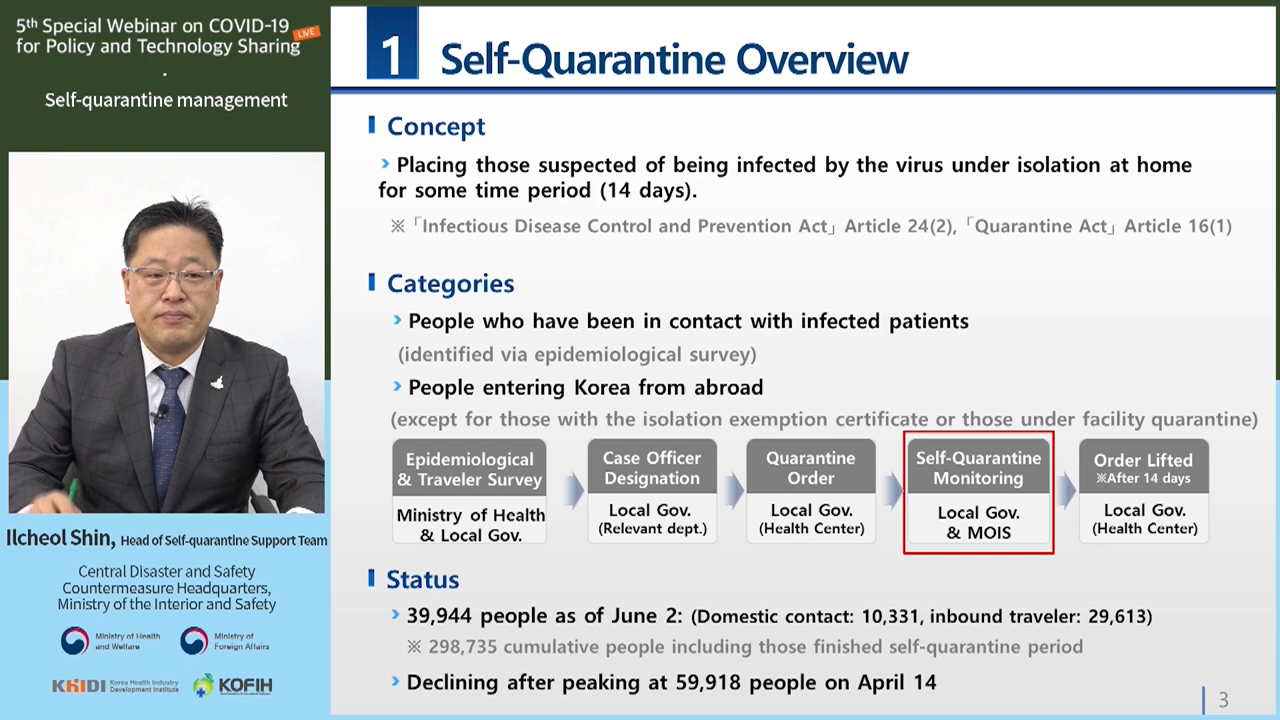 5th Special Webinar on COVID-19
for Policy and Technology Sharing
LIVE
·
Self-quarantine management
Ilcheol Shin, Head of Self-quarantine Support Team
Central Disaster and Safety
Countermeasure Headquarters,
Ministry of the Interior and Safety
Ministry of Health
and Welfare
Ministry of
Foreign Affairs
KHIDI
Korea Health Industry
Development Institute
KOFIH
1
Self-Quarantine Overview
Concept
› Placing those suspected of being infected by the virus under isolation at home
for some time period (14 days).
※「Infectious Disease Control and Prevention Act」Article 24(2),「Quarantine Act」Article 16(1)
Categories
› People who have been in contact with infected patients
(identified via epidemiological survey)
› People entering Korea from abroad
(except for those with the isolation exemption certificate or those under facility quarantine)
Epidemiological
& Traveler Survey
Ministry of Health
& Local Gov.
Case Officer
Designation
Local Gov.
(Relevant dept.)
Quarantine
Order
Local Gov.
(Health Center)
Self-Quarantine
Monitoring
Local Gov.
& MOIS
Order Lifted
※After 14 days
Local Gov.
(Health Center)
Status
› 39,944 people as of June 2: (Domestic contact: 10,331, inbound traveler: 29,613)
※ 298,735 cumulative people including those finished self-quarantine period
› Declining after peaking at 59,918 people on April 14
3